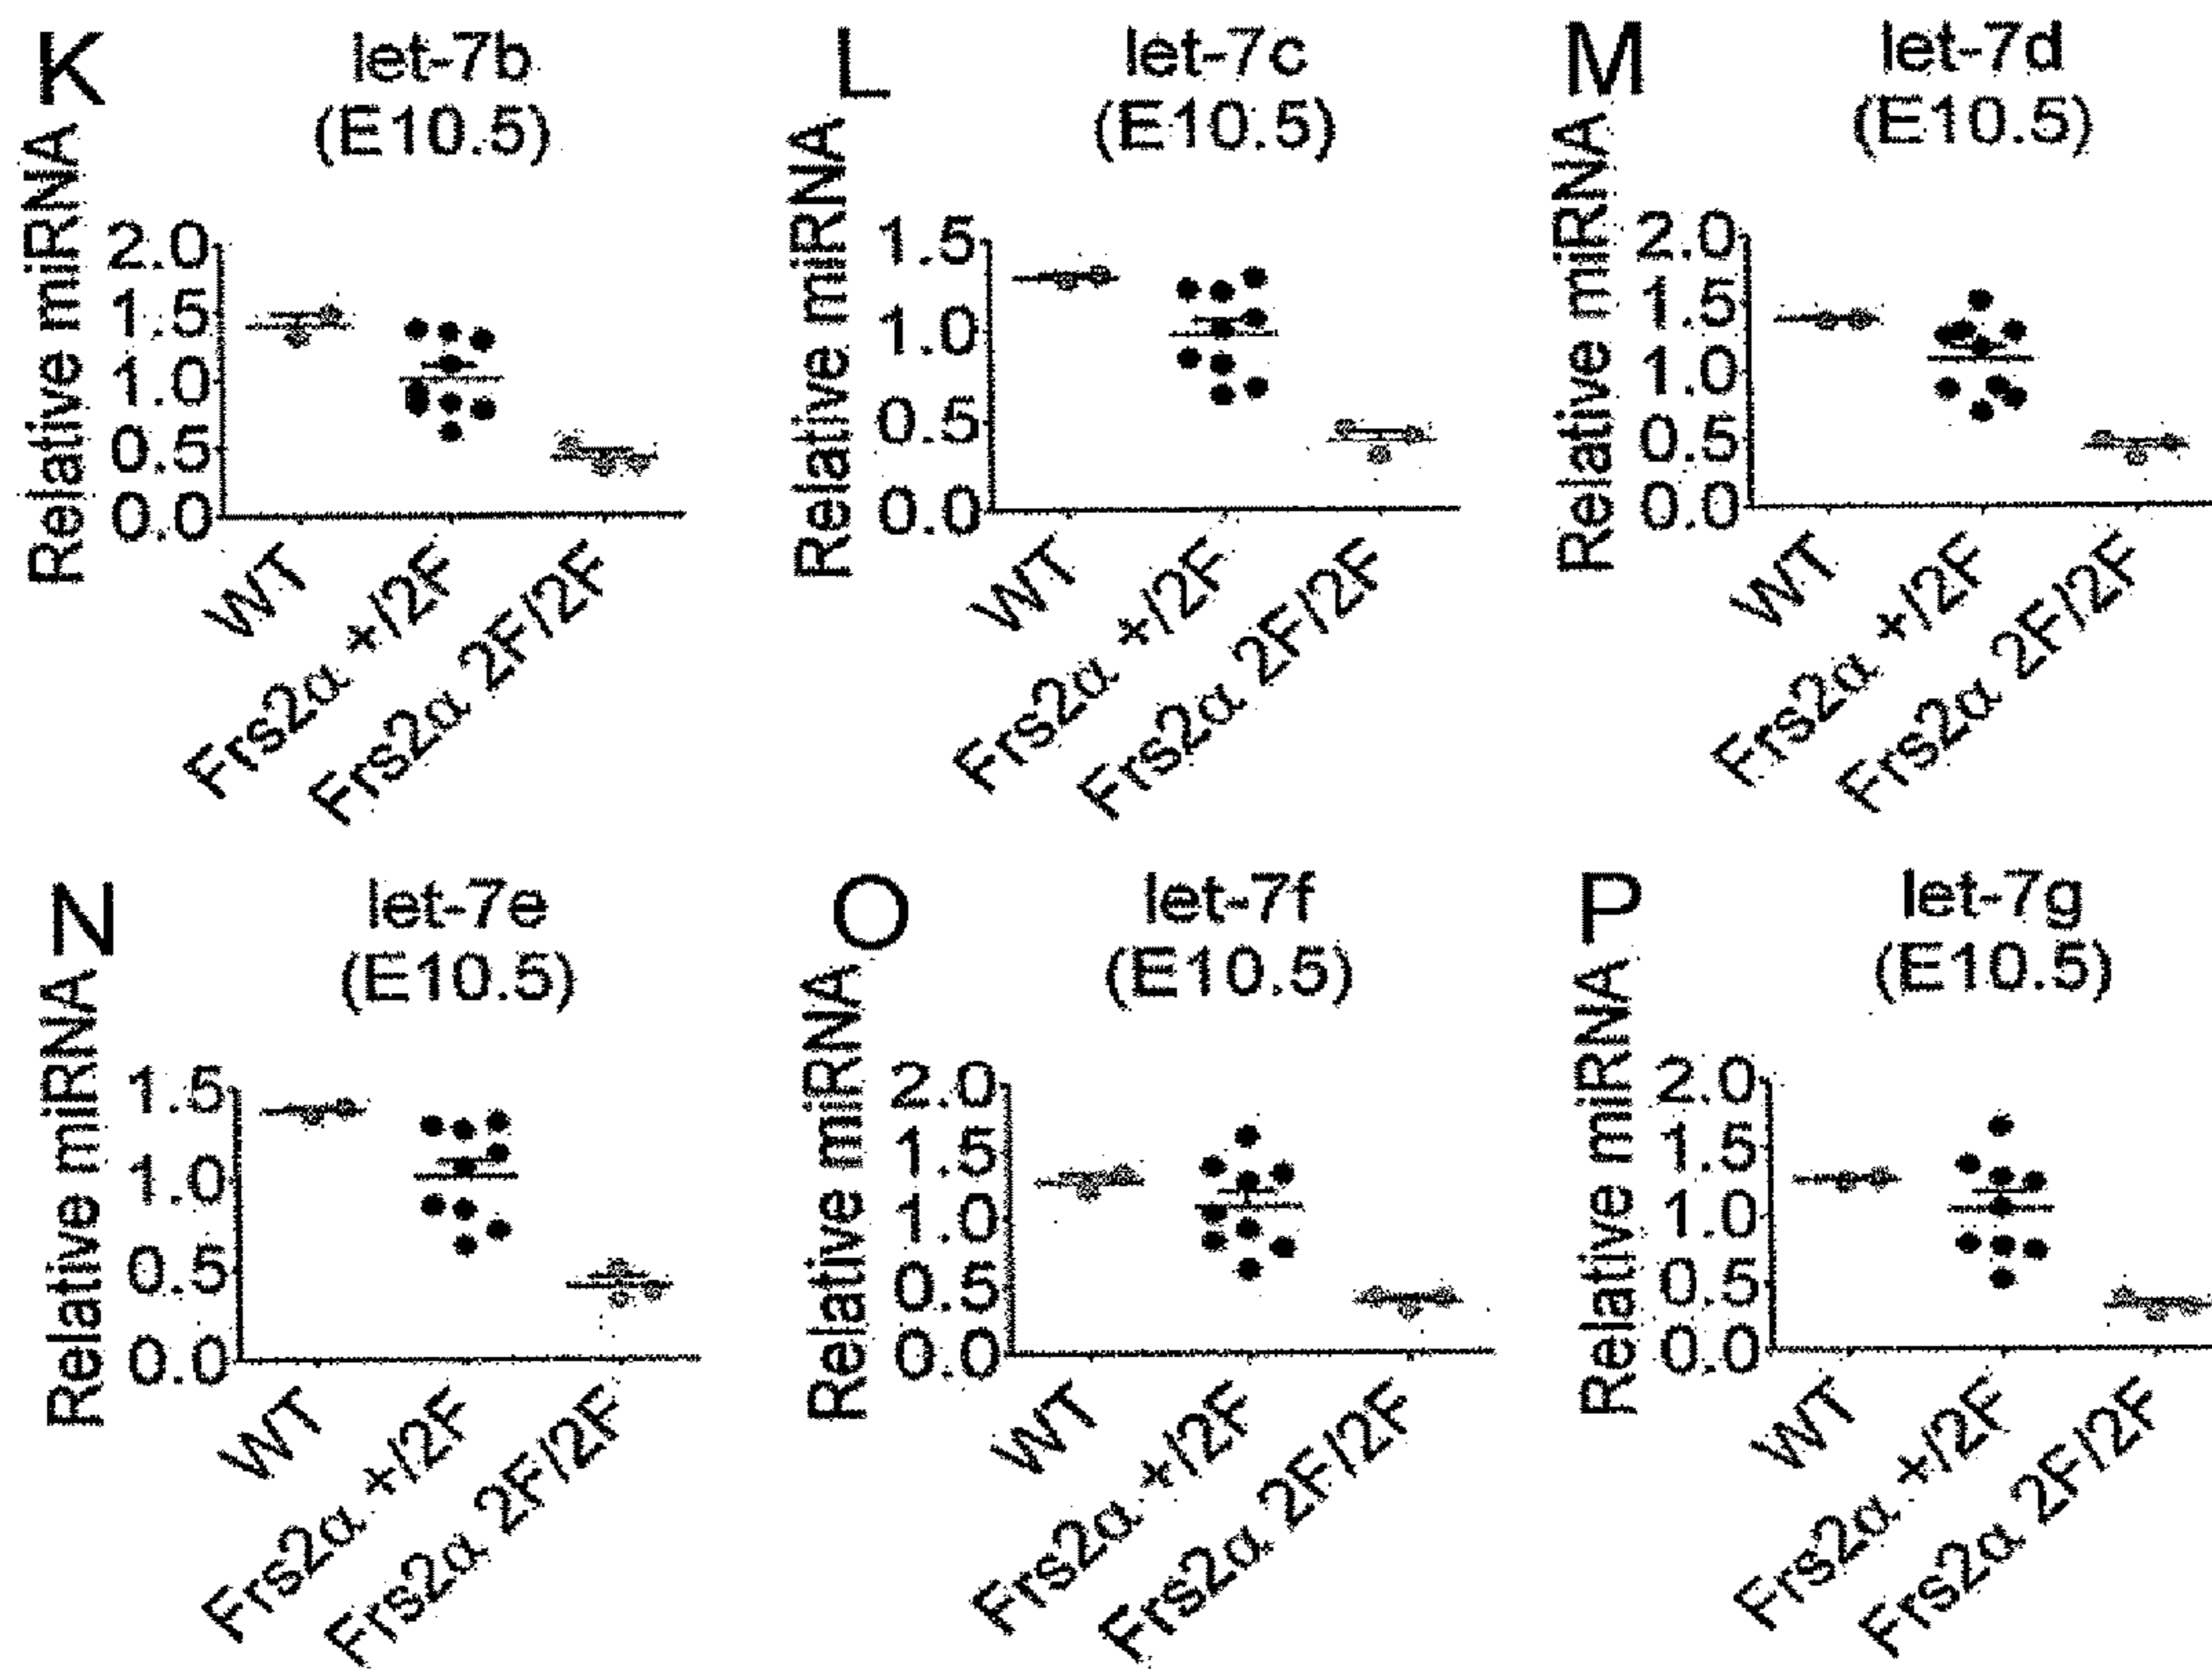 K
let-7b
(E10.5)
Relative miRNA
2.0
1.5
1.0
0.5
0.0
WT
Frs2α +/2F
Frs2α 2F/2F
L
let-7c
(E10.5)
Relative miRNA
1.5
1.0
0.5
0.0
WT
Frs2α +/2F
Frs2α 2F/2F
M
let-7d
(E10.5)
Relative miRNA
2.0
1.5
1.0
0.5
0.0
WT
Frs2α +/2F
Frs2α 2F/2F
N
let-7e
(E10.5)
Relative miRNA
1.5
1.0
0.5
0.0
WT
Frs2α +/2F
Frs2α 2F/2F
O
let-7f
(E10.5)
Relative miRNA
2.0
1.5
1.0
0.5
0.0
WT
Frs2α +/2F
Frs2α 2F/2F
P
let-7g
(E10.5)
Relative miRNA
2.0
1.5
1.0
0.5
0.0
WT
Frs2α +/2F
Frs2α 2F/2F